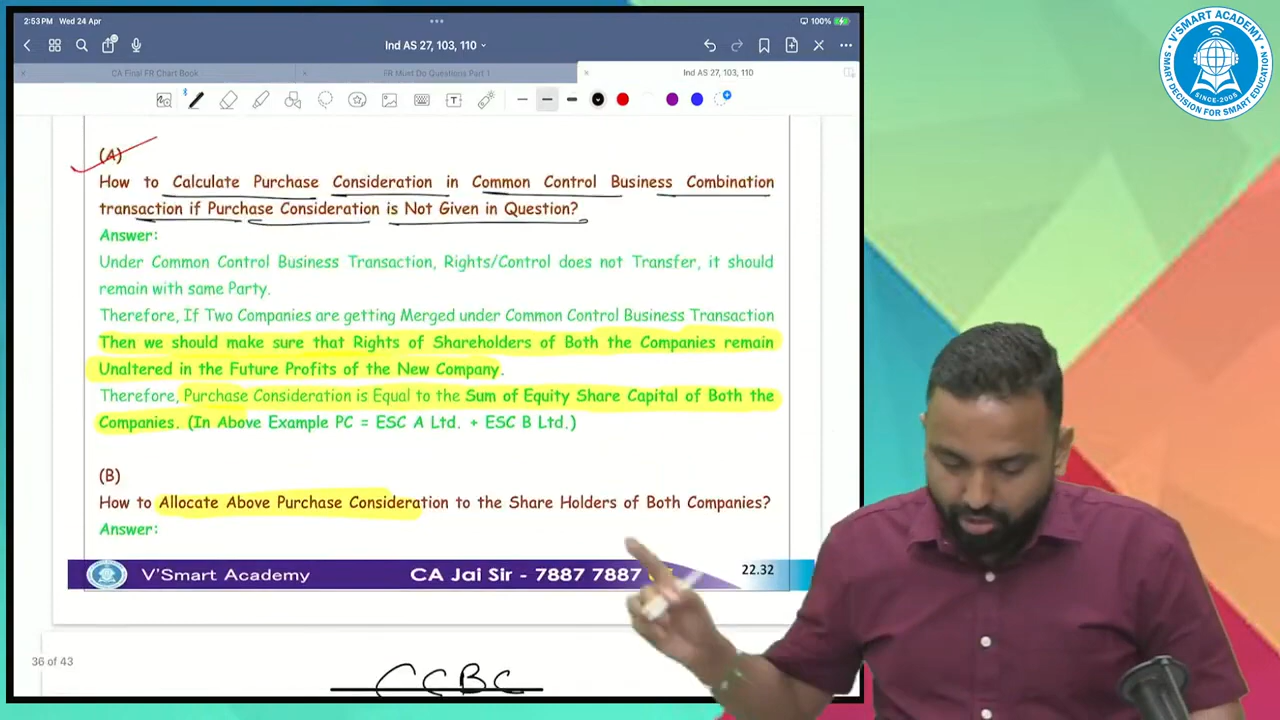 2:53 PM Wed 24 Apr
100%
Ind AS 27, 103, 110
CA Final FR Chart Book
FR Must Do Questions Part 1
Ind AS 27, 103, 110
(A)
How to Calculate Purchase Consideration in Common Control Business Combination
transaction if Purchase Consideration is Not Given in Question?
Answer:
Under Common Control Business Transaction, Rights/Control does not Transfer, it should
remain with same Party.
Therefore, If Two Companies are getting Merged under Common Control Business Transaction
Then we should make sure that Rights of Shareholders of Both the Companies remain
Unaltered in the Future Profits of the New Company.
Therefore, Purchase Consideration is Equal to the Sum of Equity Share Capital of Both the
Companies. (In Above Example PC = ESC A Ltd. + ESC B Ltd.)
(B)
How to Allocate Above Purchase Consideration to the Share Holders of Both Companies?
Answer:
V'Smart Academy
CA Jai Sir - 7887 7887
22.32
36 of 43
CCBC
V'SMART ACADEMY
SINCE-2005
SMART DECISION FOR SMART EDUCATION